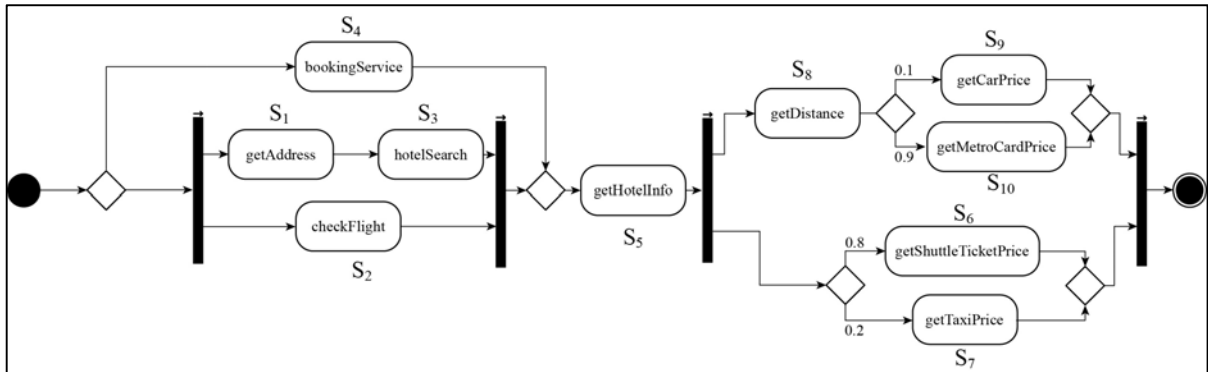 S4
bookingService
S1
getAddress
S3
hotelSearch
checkFlight
S2
getHotelInfo
S5
S8
getDistance
0.1
S9
getCarPrice
0.9
getMetroCardPrice
S10
S6
0.8
getShuttleTicketPrice
0.2
getTaxiPrice
S7